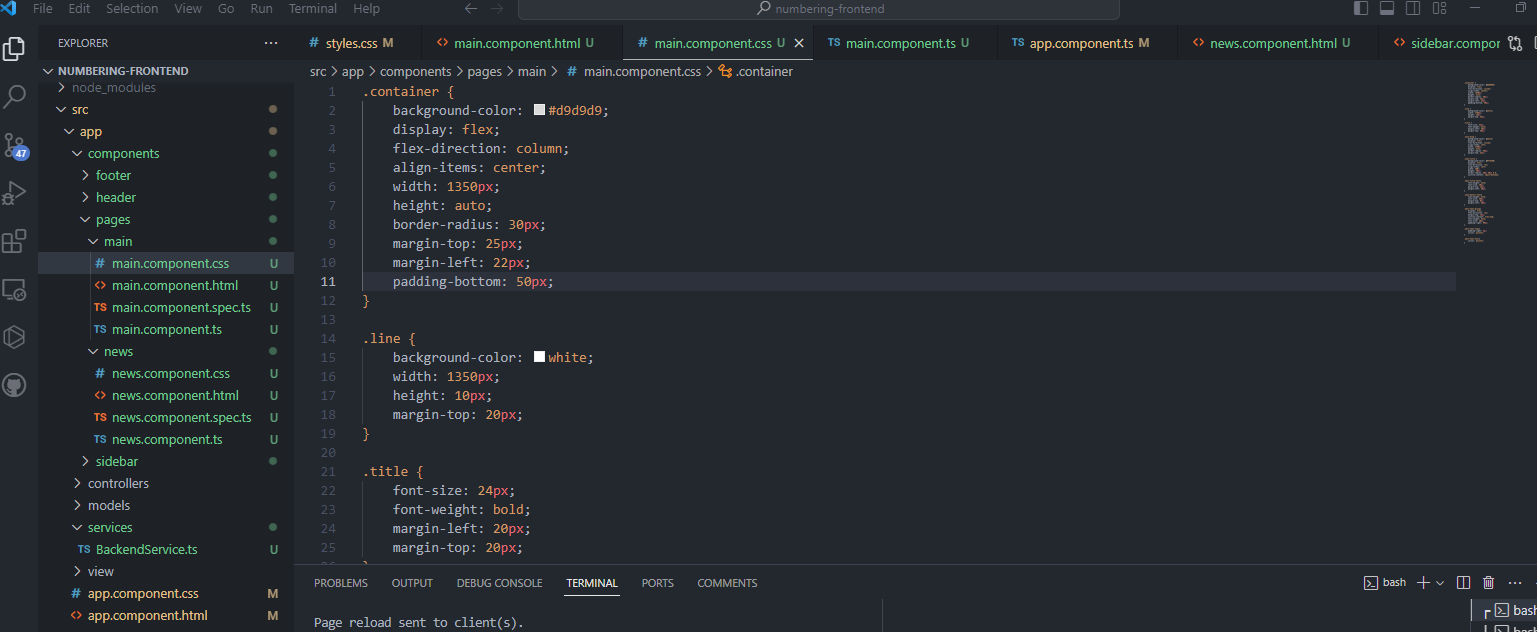 File Edit Selection View Go Run Terminal Help
numbering-frontend
EXPLORER
NUMBERING-FRONTEND
node_modules
src
app
components
footer
header
pages
main
main.component.css U
main.component.html U
main.component.spec.ts U
main.component.ts U
news
news.component.css U
news.component.html U
news.component.spec.ts U
news.component.ts U
sidebar
controllers
models
services
TS BackendService.ts U
view
app.component.css M
app.component.html M
47
# styles.css M
main.component.html U
# main.component.css U
TS main.component.ts U
TS app.component.ts M
news.component.html U
sidebar.compor
src > app > components > pages > main > # main.component.css > .container
1 .container {
2 background-color: #d9d9d9;
3 display: flex;
4 flex-direction: column;
5 align-items: center;
6 width: 1350px;
7 height: auto;
8 border-radius: 30px;
9 margin-top: 25px;
10 margin-left: 22px;
11 padding-bottom: 50px;
12 }
13
14 .line {
15 background-color: white;
16 width: 1350px;
17 height: 10px;
18 margin-top: 20px;
19 }
20
21 .title {
22 font-size: 24px;
23 font-weight: bold;
24 margin-left: 20px;
25 margin-top: 20px;
PROBLEMS OUTPUT DEBUG CONSOLE TERMINAL PORTS COMMENTS
bash
Page reload sent to client(s).
bash
bash